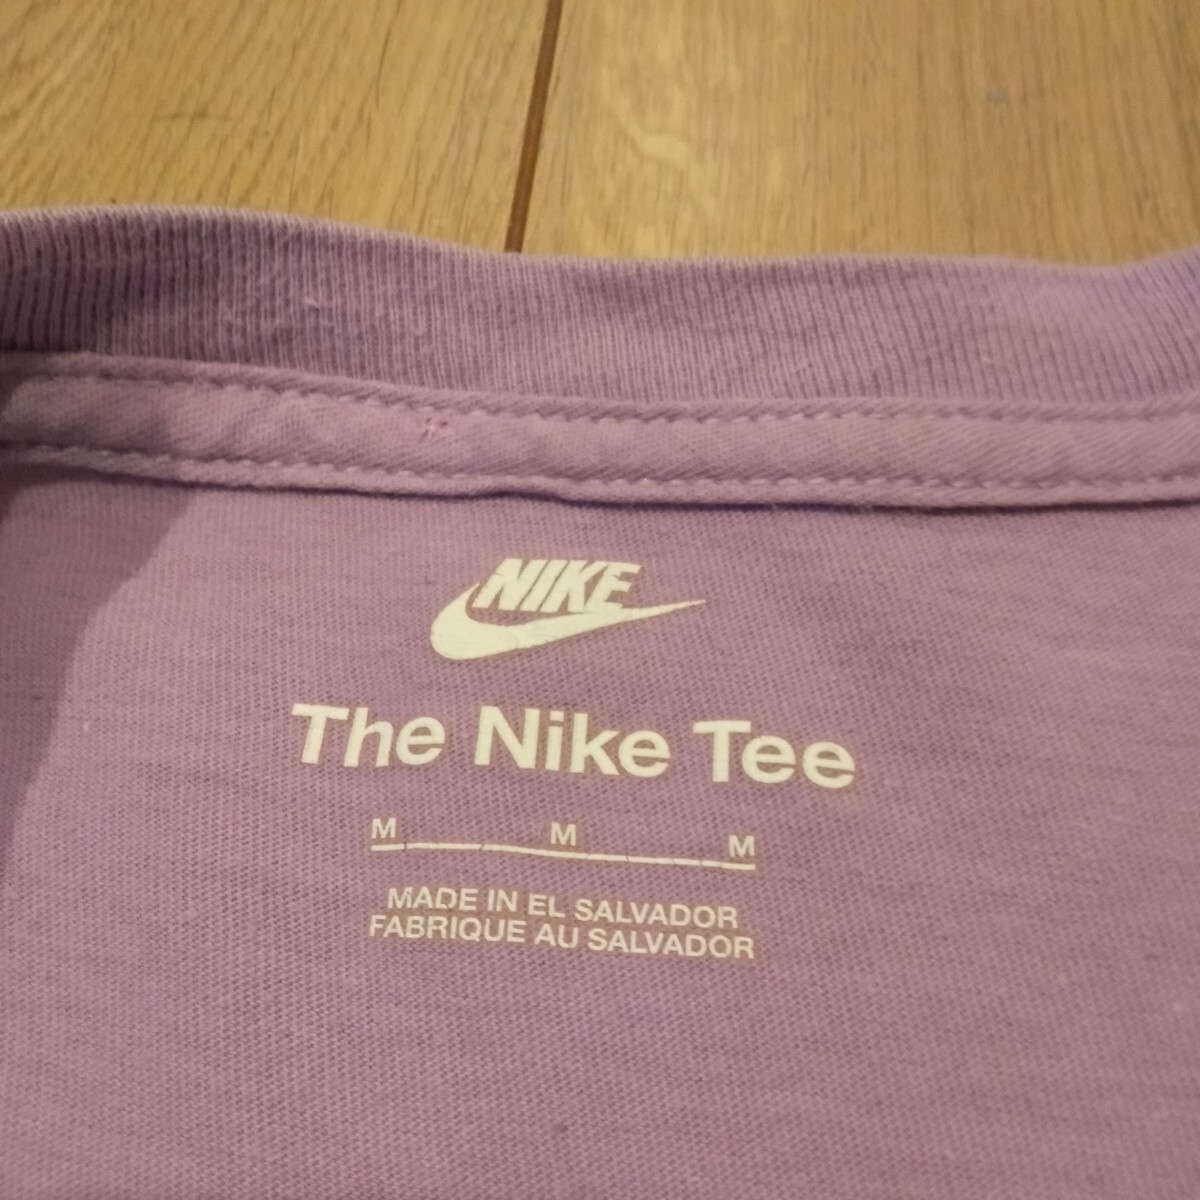 NIKE
The Nike Tee
M M M
MADE IN EL SALVADOR
FABRIQUE AU SALVADOR